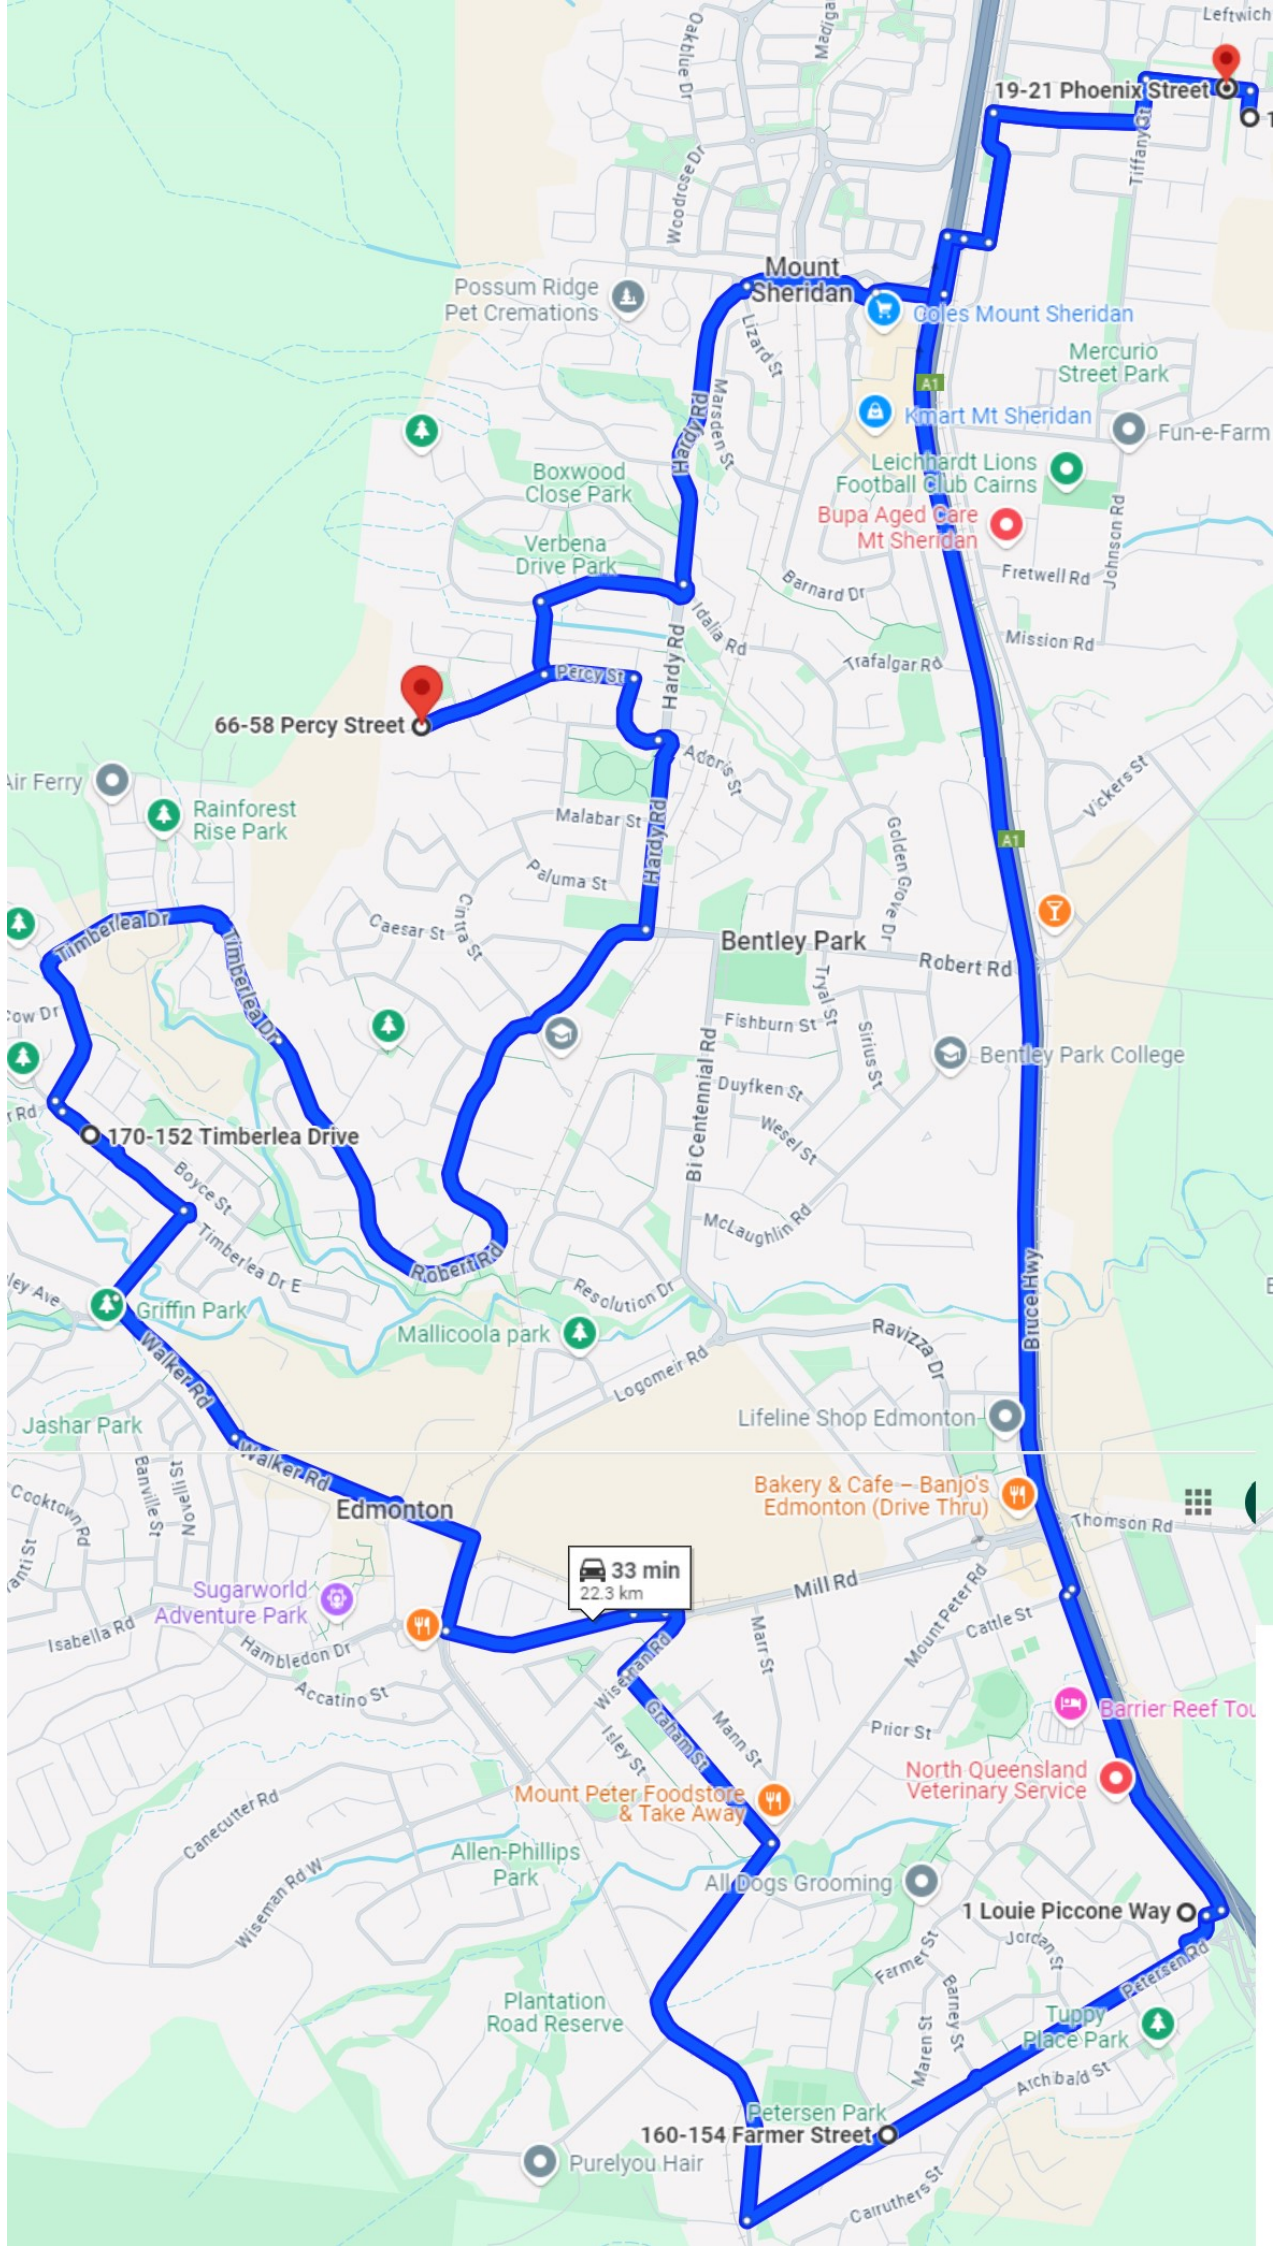 Leftwich
Oakblue Dr
19-21 Phoenix Street
1
Tiffany St
Woodrose Dr
Mount
Sheridan
Possum Ridge
Pet Cremations
Coles Mount Sheridan
Lizard St
Mercurio
Street Park
A1
Marsden St
Kmart Mt Sheridan
Hardy Rd
Fun-e-Farm
Boxwood
Close Park
Leichhardt Lions
Football Club Cairns
Bupa Aged Care
Mt Sheridan
Johnson Rd
Verbena
Drive Park
Fretwell Rd
Barnard Dr
Idalia Rd
Mission Rd
Hardy Rd
Trafalgar Rd
Percy St
66-58 Percy Street
Adonis St
Air Ferry
Vickers St
Rainforest
Rise Park
Malabar St
Hardy Rd
A1
Golden Grove Dr
Paluma St
Cintra St
Caesar St
Timberlea Dr
Bentley Park
Robert Rd
Timberlea Dr
Tryal St
Fishburn St
Sirius St
Bentley Park College
cow Dr
Duyfken St
Bi Centennial Rd
r Rd
170-152 Timberlea Drive
Wesel St
Boyce St
McLaughlin Rd
Timberlea Dr E
Robert Rd
Resolution Dr
Bruce Hwy
ley Ave
Griffin Park
Mallicoola park
Ravizza Dr
Logomeir Rd
Walker Rd
Jashar Park
Lifeline Shop Edmonton
Walker Rd
Banville St
Novelli St
Cooktown Rd
Bakery & Cafe – Banjo's
Edmonton (Drive Thru)
Edmonton
Thomson Rd
anti St
33 min
22.3 km
Mill Rd
Sugarworld
Adventure Park
Mount Peter Rd
Cattle St
Isabella Rd
Hambledon Dr
Marr St
Wiseman Rd
Accatino St
Barrier Reef Tou
Graham St
Mann St
Prior St
Isley St
North Queensland
Veterinary Service
Mount Peter Foodstore
& Take Away
Canecutter Rd
Allen-Phillips
Park
All Dogs Grooming
Wiseman Rd W
1 Louie Piccone Way
Jordan St
Farmer St
Petersen Rd
Barney St
Plantation
Road Reserve
Tuppy
Place Park
Maren St
Archibald St
Petersen Park
160-154 Farmer Street
Purelyou Hair
Carruthers St